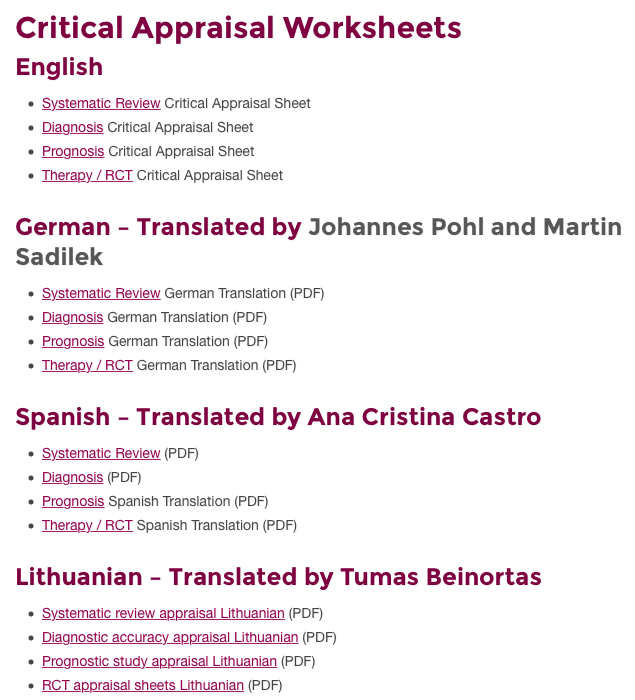 Critical Appraisal Worksheets
English
• Systematic Review Critical Appraisal Sheet
• Diagnosis Critical Appraisal Sheet
• Prognosis Critical Appraisal Sheet
• Therapy / RCT Critical Appraisal Sheet
German – Translated by Johannes Pohl and Martin
Sadilek
• Systematic Review German Translation (PDF)
• Diagnosis German Translation (PDF)
• Prognosis German Translation (PDF)
• Therapy / RCT German Translation (PDF)
Spanish – Translated by Ana Cristina Castro
• Systematic Review (PDF)
• Diagnosis (PDF)
• Prognosis Spanish Translation (PDF)
• Therapy / RCT Spanish Translation (PDF)
Lithuanian – Translated by Tumas Beinortas
• Systematic review appraisal Lithuanian (PDF)
• Diagnostic accuracy appraisal Lithuanian (PDF)
• Prognostic study appraisal Lithuanian (PDF)
• RCT appraisal sheets Lithuanian (PDF)